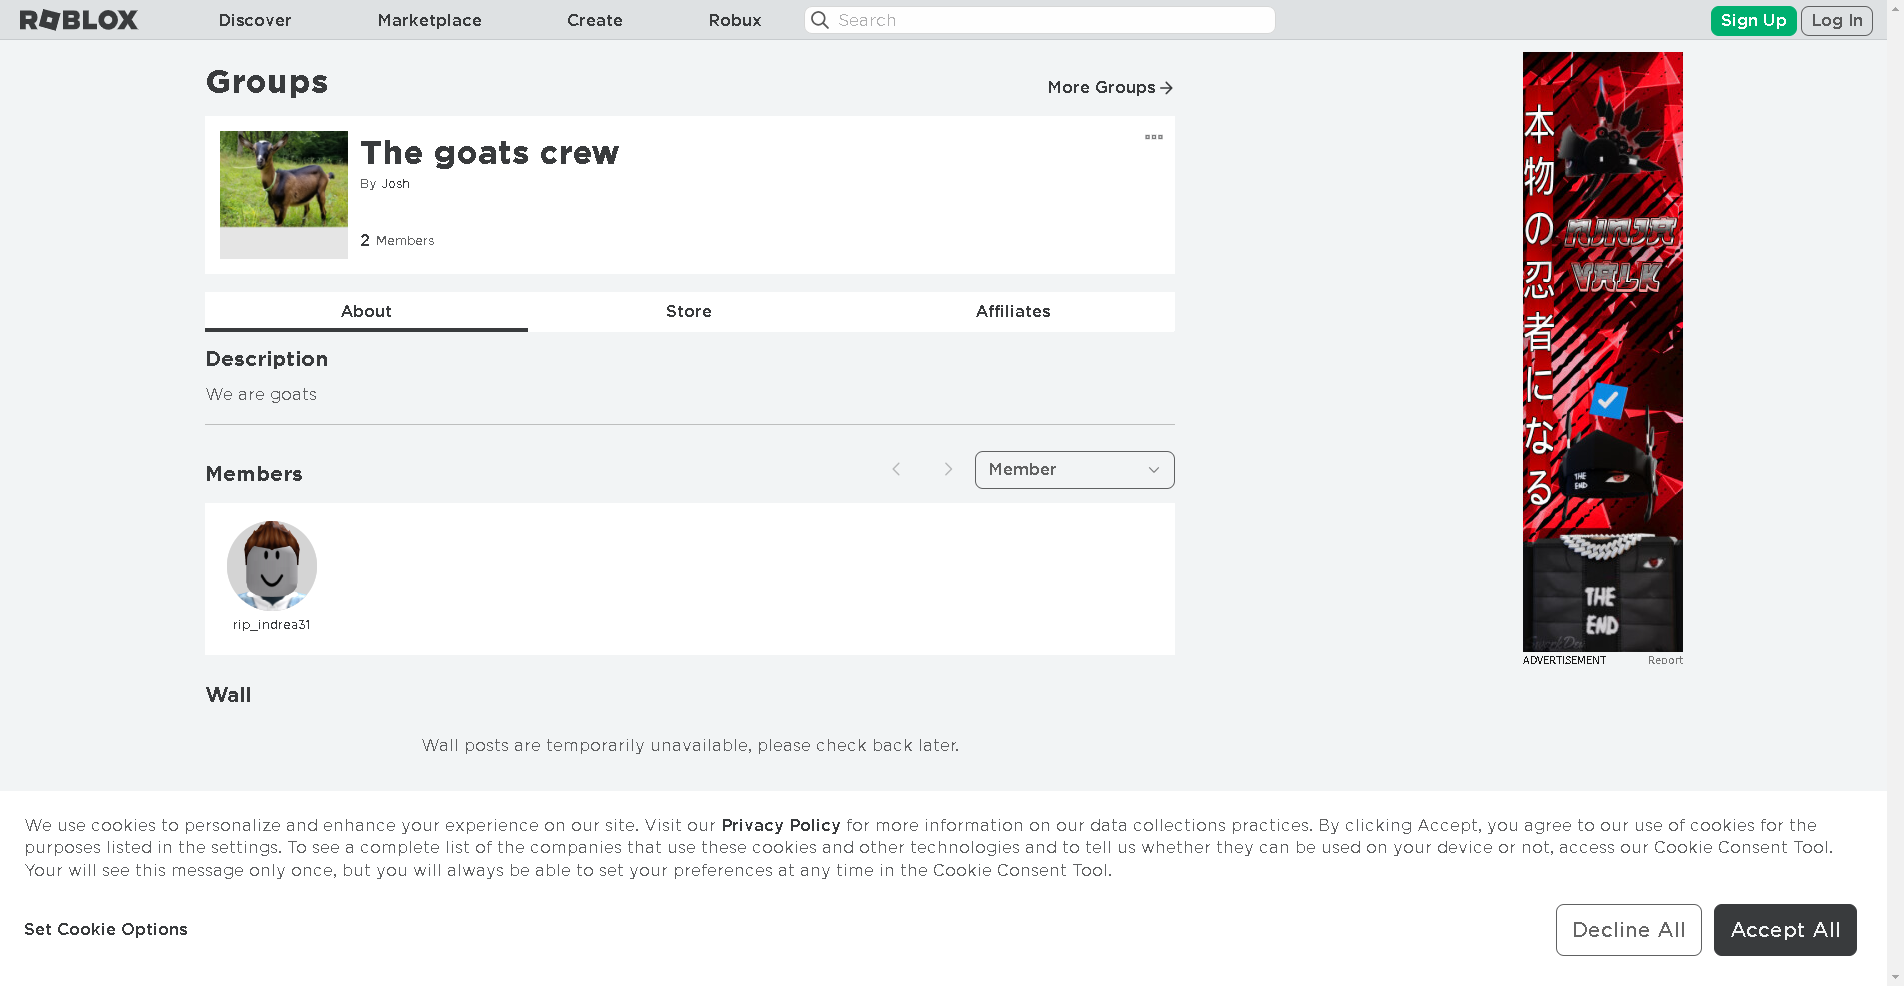 ROBLOX Discover Marketplace Create Robux Search Sign Up Log In
Groups
More Groups
The goats crew
By Josh
2 Members
About Store Affiliates
Description
We are goats
Members
Member
rip_indrea31
Wall
Wall posts are temporarily unavailable, please check back later.
本物の忍者になる
NINJA
VALK
THE
END
THE
END
ADVERTISEMENT Report
We use cookies to personalize and enhance your experience on our site. Visit our Privacy Policy for more information on our data collections practices. By clicking Accept, you agree to our use of cookies for the
purposes listed in the settings. To see a complete list of the companies that use these cookies and other technologies and to tell us whether they can be used on your device or not, access our Cookie Consent Tool.
Your will see this message only once, but you will always be able to set your preferences at any time in the Cookie Consent Tool.
Set Cookie Options
Decline All
Accept All